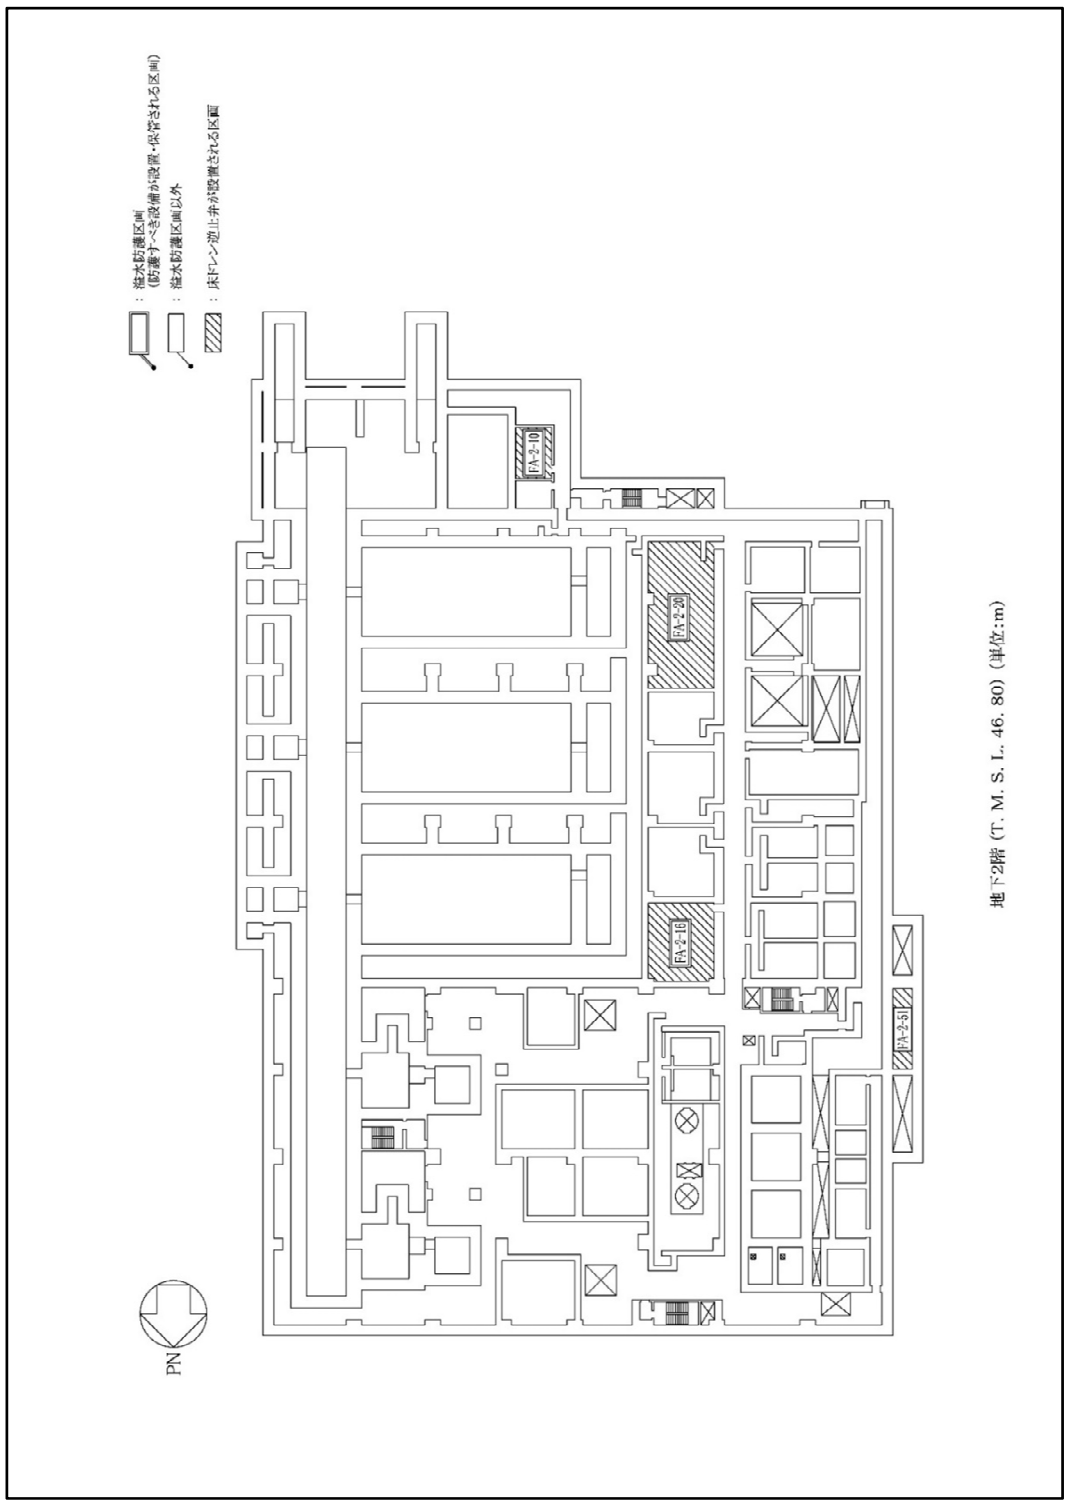 ：溢水防護区画
（防護すべき設備が設置・保管される区画）
：溢水防護区画以外
：床ドレン逆止弁が設置される区画
FA-2-10
FA-2-20
FA-2-16
FA-2-51
PN
地下2階 (T. M. S. L. 46. 80) (単位:m)